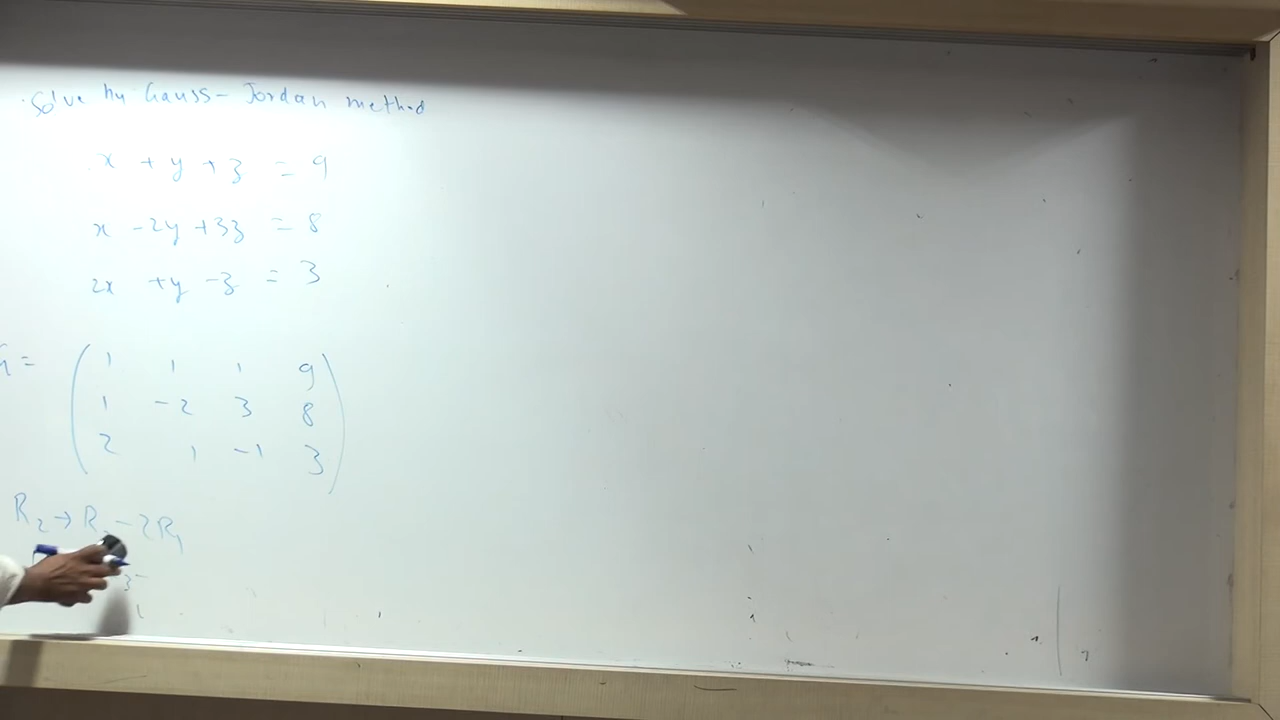 Solve by Gauss - Jordan method
x + y + z = 9
x - 2y + 3z = 8
2x + y - z = 3
=
1 1 1 9
1 -2 3 8
2 1 -1 3
R2 → R2 - 2R1